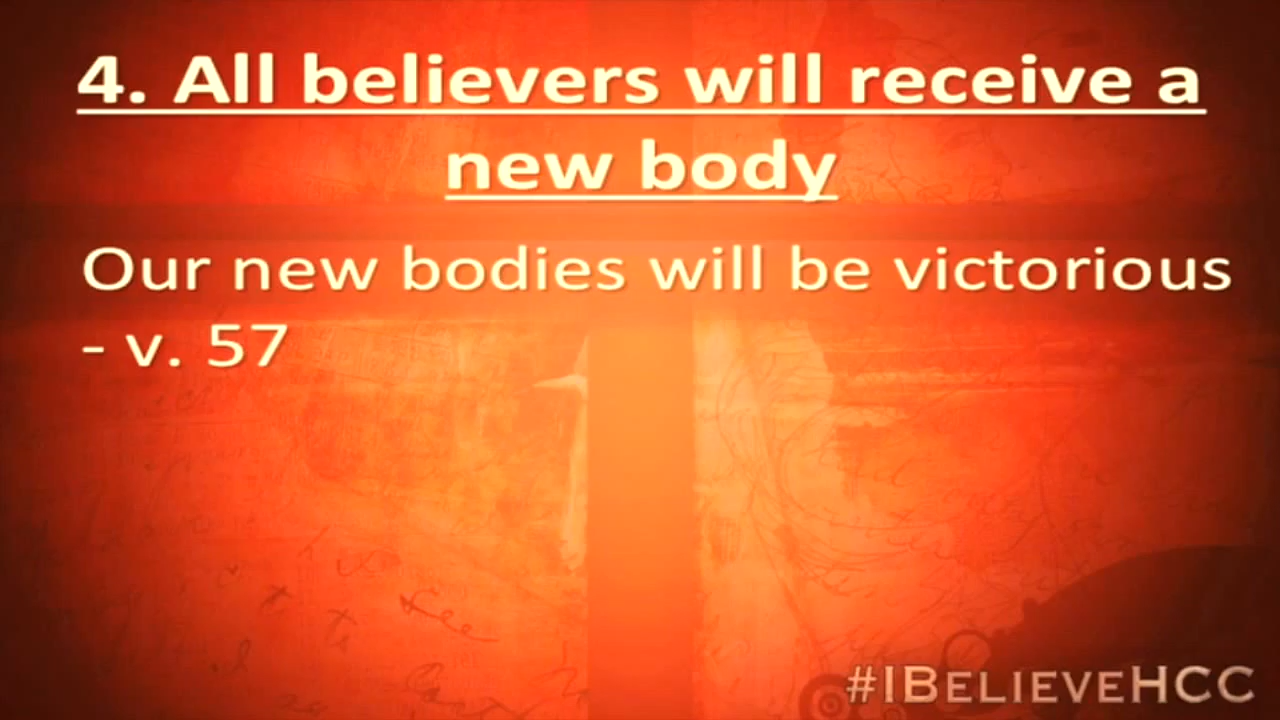 4. All believers will receive a
new body
Our new bodies will be victorious
- v. 57
#IBelieveHCC